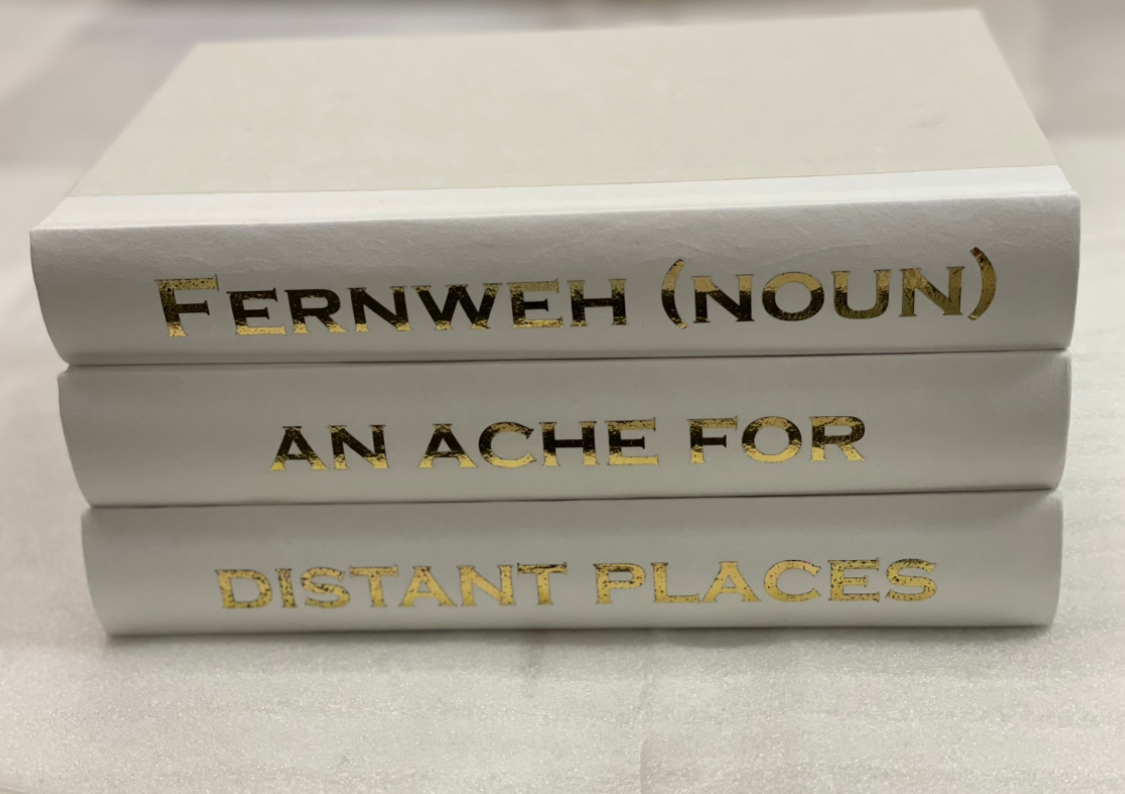 FERNWEH (NOUN)
AN ACHE FOR
DISTANT PLACES